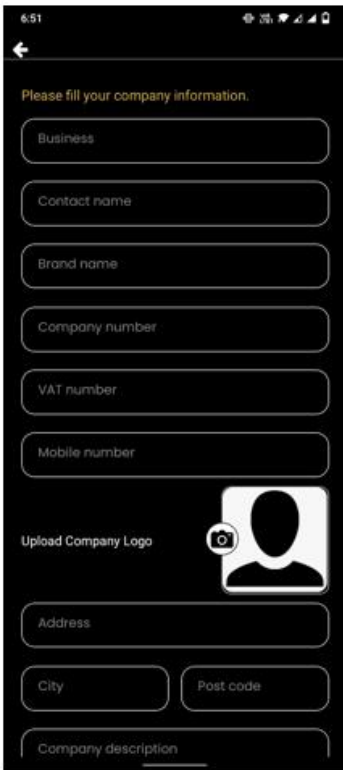 6:51
Please fill your company information.
Business
Contact name
Brand name
Company number
VAT number
Mobile number
Upload Company Logo
Address
City Post code
Company description